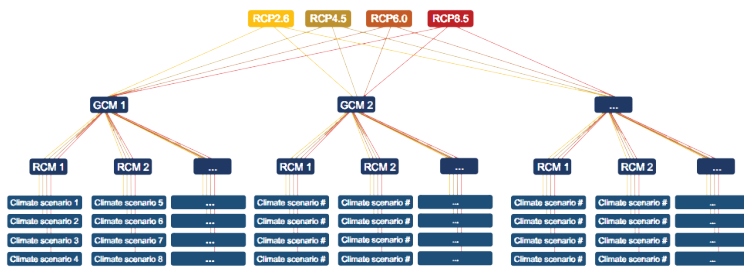 RCP2.6 RCP4.5 RCP6.0 RCP8.5
GCM 1 GCM 2 ...
RCM 1 RCM 2 ... RCM 1 RCM 2 ... RCM 1 RCM 2 ...
Climate scenario 1 Climate scenario 5 ... Climate scenario # Climate scenario # ... Climate scenario # Climate scenario # ...
Climate scenario 2 Climate scenario 6 ... Climate scenario # Climate scenario # ... Climate scenario # Climate scenario # ...
Climate scenario 3 Climate scenario 7 ... Climate scenario # Climate scenario # ... Climate scenario # Climate scenario # ...
Climate scenario 4 Climate scenario 8 ... Climate scenario # Climate scenario # ... Climate scenario # Climate scenario # ...